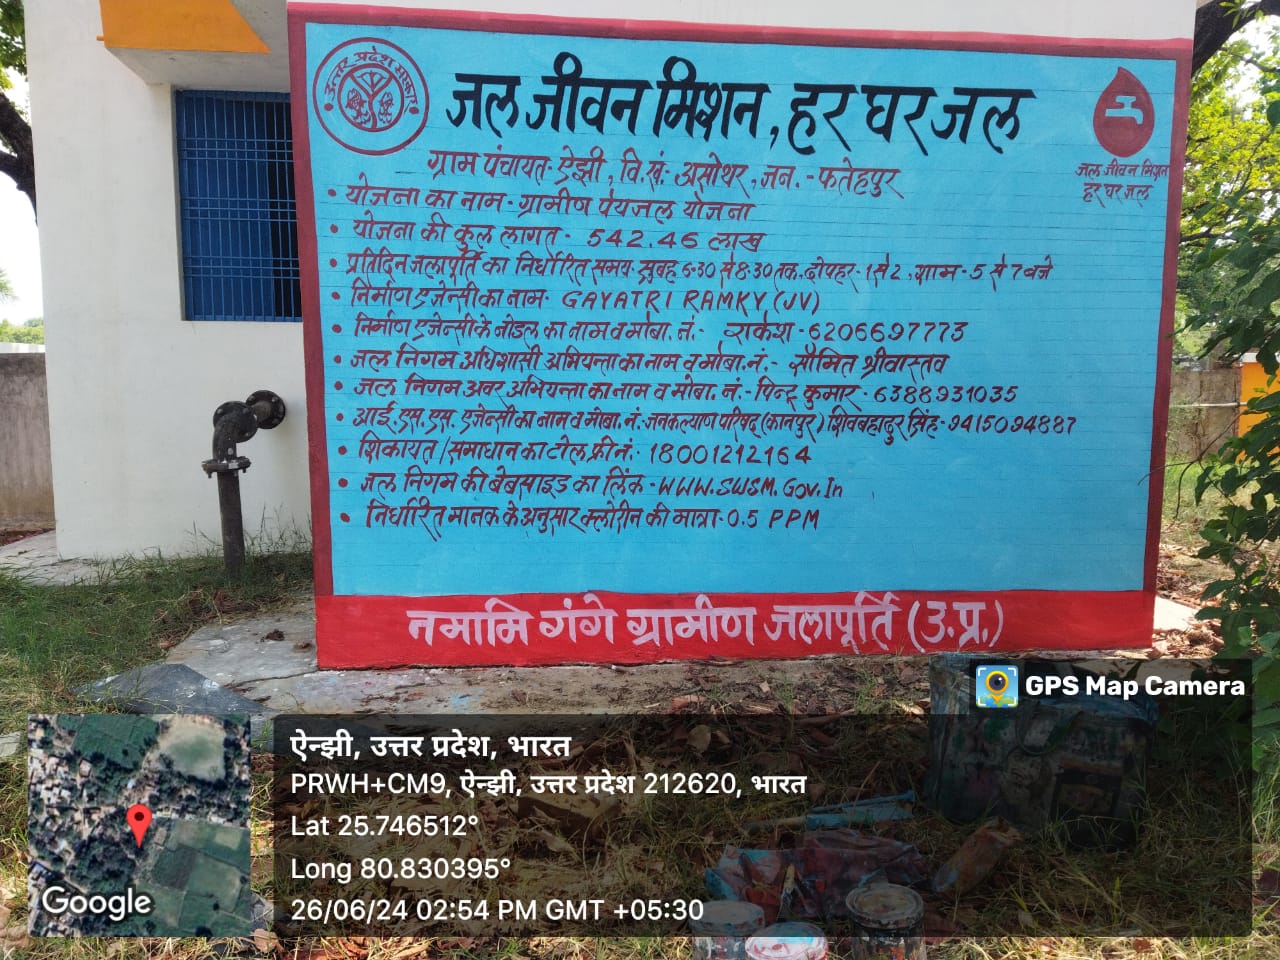 उत्तर प्रदेश सरकार
जल जीवन मिशन, हर घर जल
जल जीवन मिशन
हर घर जल
ग्राम पंचायत- ऐझी, वि.खं.- असोथर, जन.- फतेहपुर
• योजना का नाम- ग्रामीण पेयजल योजना
• योजना की कुल लागत- 542.46 लाख
• प्रतिदिन जलापूर्ति का निर्धारित समय- सुबह 6.30 से 8.30 तक, दोपहर- 1 से 2, शाम- 5 से 7 बजे
• निर्माण एजेन्सी का नाम- GAYATRI RAMKY (JV)
• निर्माण एजेन्सी के नोडल का नाम व मोबा. नं.- राकेश- 6206697773
• जल निगम अधिशासी अभियन्ता का नाम व मोबा. नं.- सौमित श्रीवास्तव
• जल निगम अवर अभियन्ता का नाम व मोबा. नं.- पिन्टू कुमार- 6388931035
• आई.एस.एस. एजेन्सी का नाम व मोबा. नं. जनकल्याण परिषद् (कानपुर) शिवबहादुर सिंह- 9415094887
• शिकायत/समाधान का टोल फ्री नं.- 18001212164
• जल निगम की बेबसाइड का लिंक- WWW.SWSM.Gov.In
• निर्धारित मानक के अनुसार क्लोरीन की मात्रा- 0.5 PPM
नमामि गंगे ग्रामीण जलापूर्ति (उ.प्र.)
GPS Map Camera
ऐन्झी, उत्तर प्रदेश, भारत
PRWH+CM9, ऐन्झी, उत्तर प्रदेश 212620, भारत
Lat 25.746512°
Long 80.830395°
26/06/24 02:54 PM GMT +05:30
Google